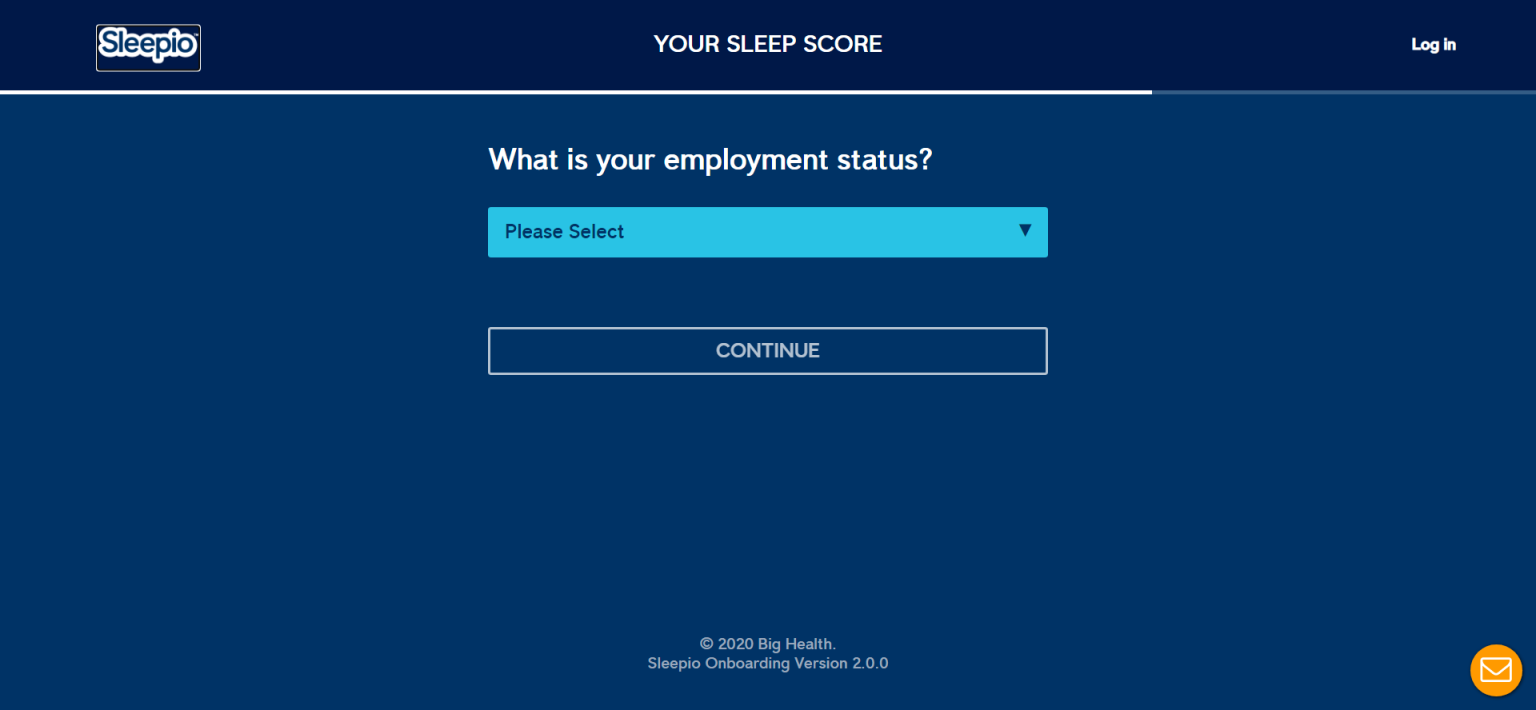 Sleepio™
YOUR SLEEP SCORE
Log in
What is your employment status?
Please Select
CONTINUE
© 2020 Big Health.
Sleepio Onboarding Version 2.0.0